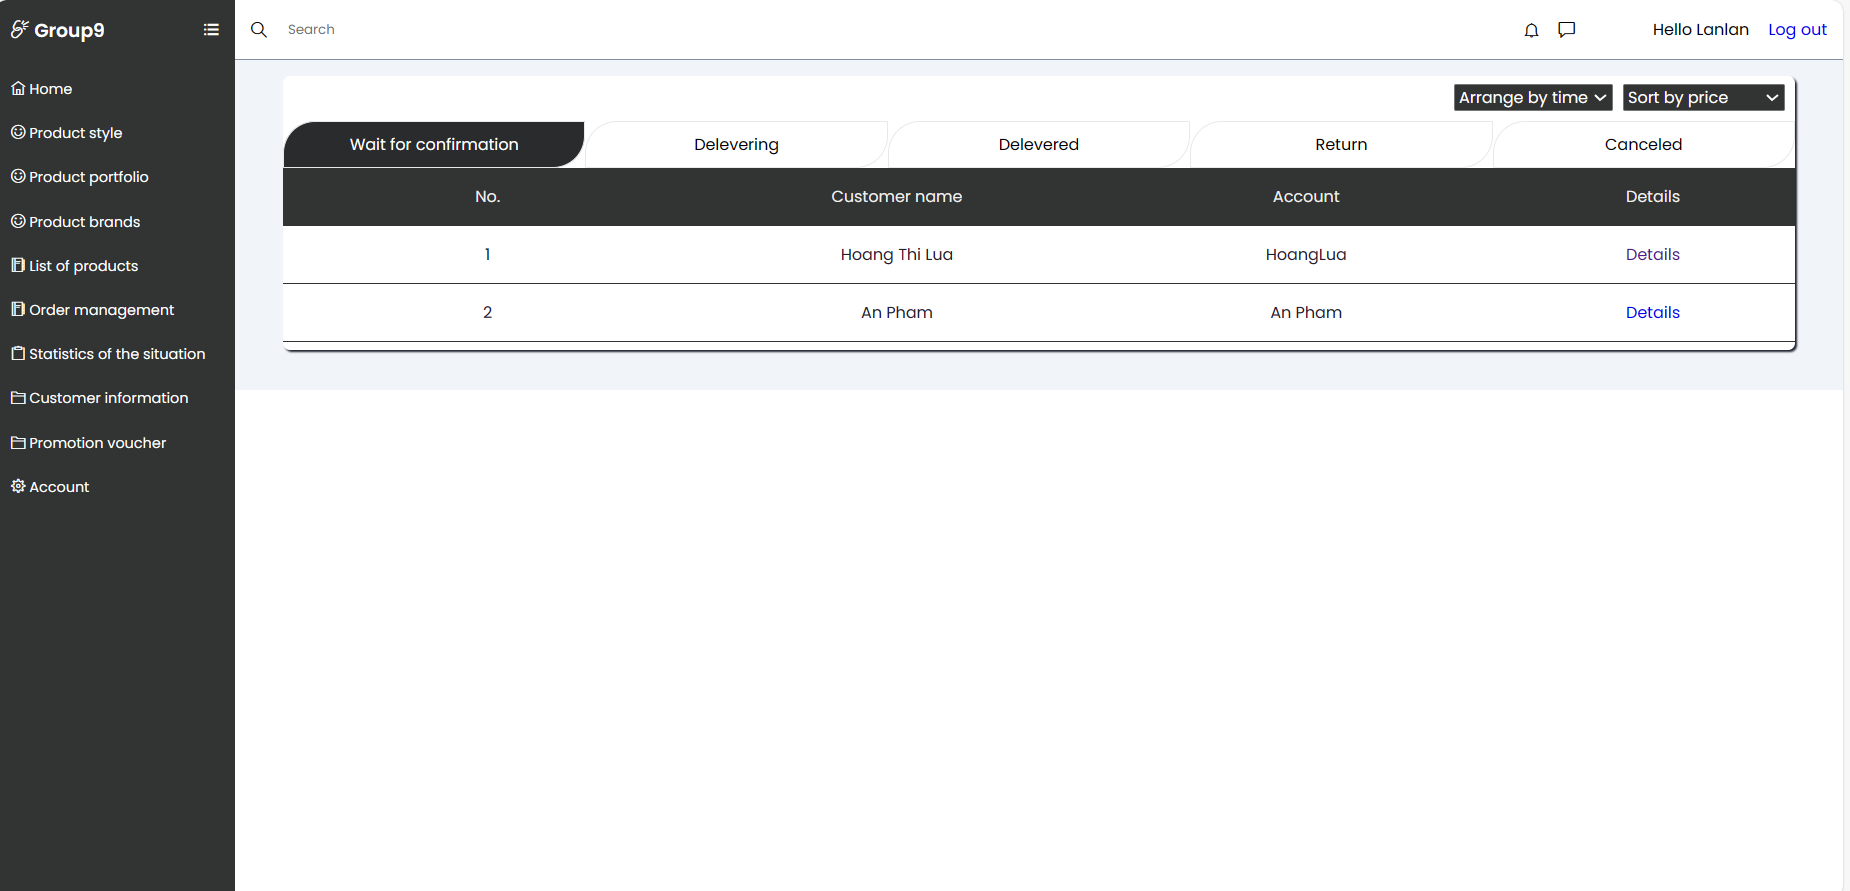 Group9
Search
Hello Lanlan Log out
Home
Product style
Product portfolio
Product brands
List of products
Order management
Statistics of the situation
Customer information
Promotion voucher
Account
Arrange by time Sort by price
Wait for confirmation Delevering Delevered Return Canceled
No. Customer name Account Details
1 Hoang Thi Lua HoangLua Details
2 An Pham An Pham Details